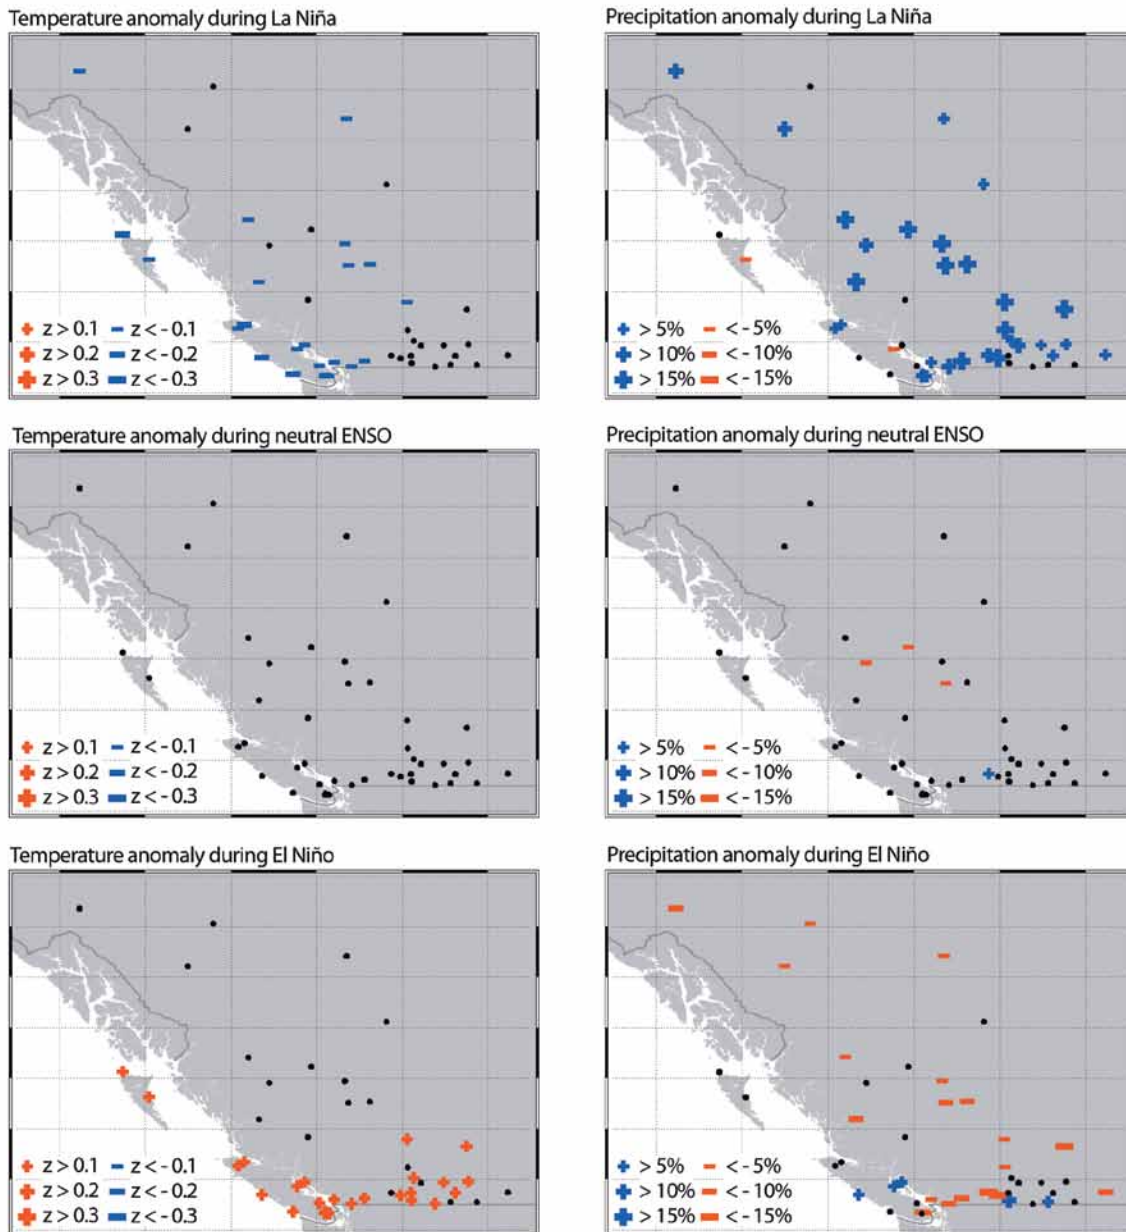 Temperature anomaly during La Niña
Precipitation anomaly during La Niña
z > 0.1 z < - 0.1
z > 0.2 z < - 0.2
z > 0.3 z < - 0.3
> 5% < - 5%
> 10% < - 10%
> 15% < - 15%
Temperature anomaly during neutral ENSO
Precipitation anomaly during neutral ENSO
z > 0.1 z < - 0.1
z > 0.2 z < - 0.2
z > 0.3 z < - 0.3
> 5% < - 5%
> 10% < - 10%
> 15% < - 15%
Temperature anomaly during El Niño
Precipitation anomaly during El Niño
z > 0.1 z < - 0.1
z > 0.2 z < - 0.2
z > 0.3 z < - 0.3
> 5% < - 5%
> 10% < - 10%
> 15% < - 15%